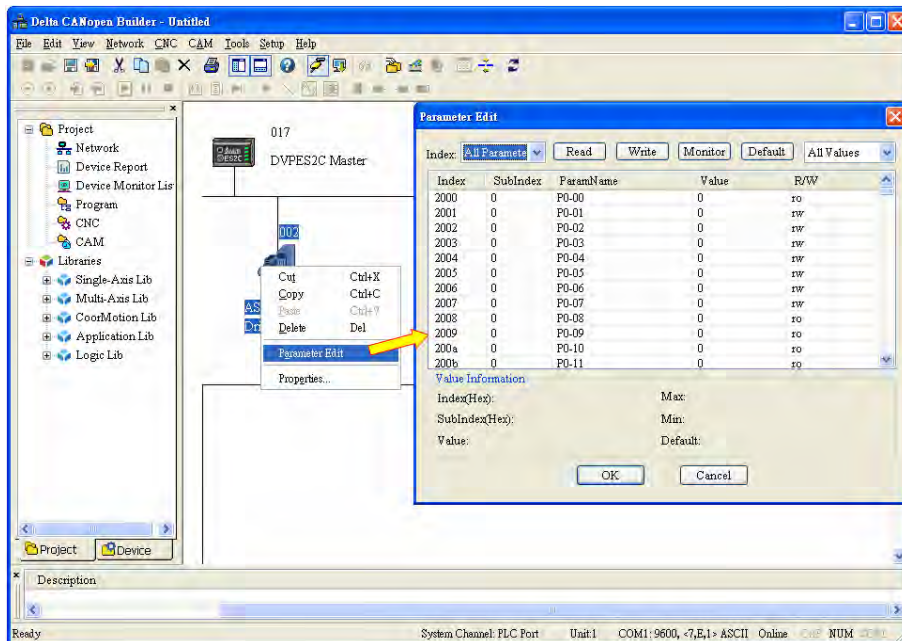 Delta CANopen Builder - Untitled
File Edit View Network CNC CAM Tools Setup Help
Project
Network
Device Report
Device Monitor Lis
Program
CNC
CAM
Libraries
Single-Axis Lib
Multi-Axis Lib
CoorMotion Lib
Application Lib
Logic Lib
Project Device
017
DVPES2C Master
002
AS
Cut Ctrl+X
Copy Ctrl+C
Paste Ctrl+V
Delete Del
Parameter Edit
Properties...
Parameter Edit
Index: All Paramete Read Write Monitor Default All Values
Index SubIndex ParamName Value R/W
2000 0 P0-00 0 ro
2001 0 P0-01 0 rw
2002 0 P0-02 0 rw
2003 0 P0-03 0 rw
2004 0 P0-04 0 rw
2005 0 P0-05 0 rw
2006 0 P0-06 0 rw
2007 0 P0-07 0 rw
2008 0 P0-08 0 ro
2009 0 P0-09 0 ro
200a 0 P0-10 0 ro
200b 0 P0-11 0 ro
Value Information
Index(Hex): Max:
SubIndex(Hex): Min:
Value: Default:
OK Cancel
Description
Ready System Channel: PLC Port Unit:1 COM1: 9600, <7,E,1> ASCII Online NUM